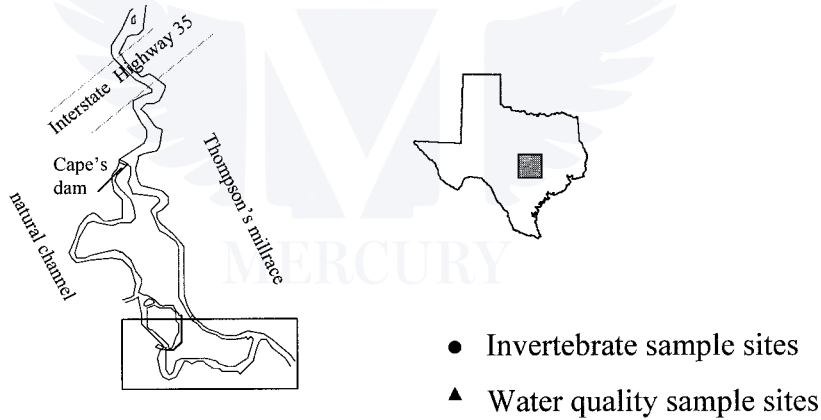 Interstate Highway 35
Cape's
dam
natural channel
Thompson's millrace
MERCURY
Invertebrate sample sites
Water quality sample sites